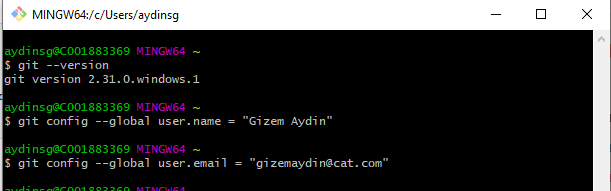 MINGW64:/c/Users/aydinsg
aydinsg@C001883369 MINGW64 ~
$ git --version
git version 2.31.0.windows.1
aydinsg@C001883369 MINGW64 ~
$ git config --global user.name = "Gizem Aydin"
aydinsg@C001883369 MINGW64 ~
$ git config --global user.email = "gizemaydin@cat.com"
aydinsg@C001883369 MINGW64 ~